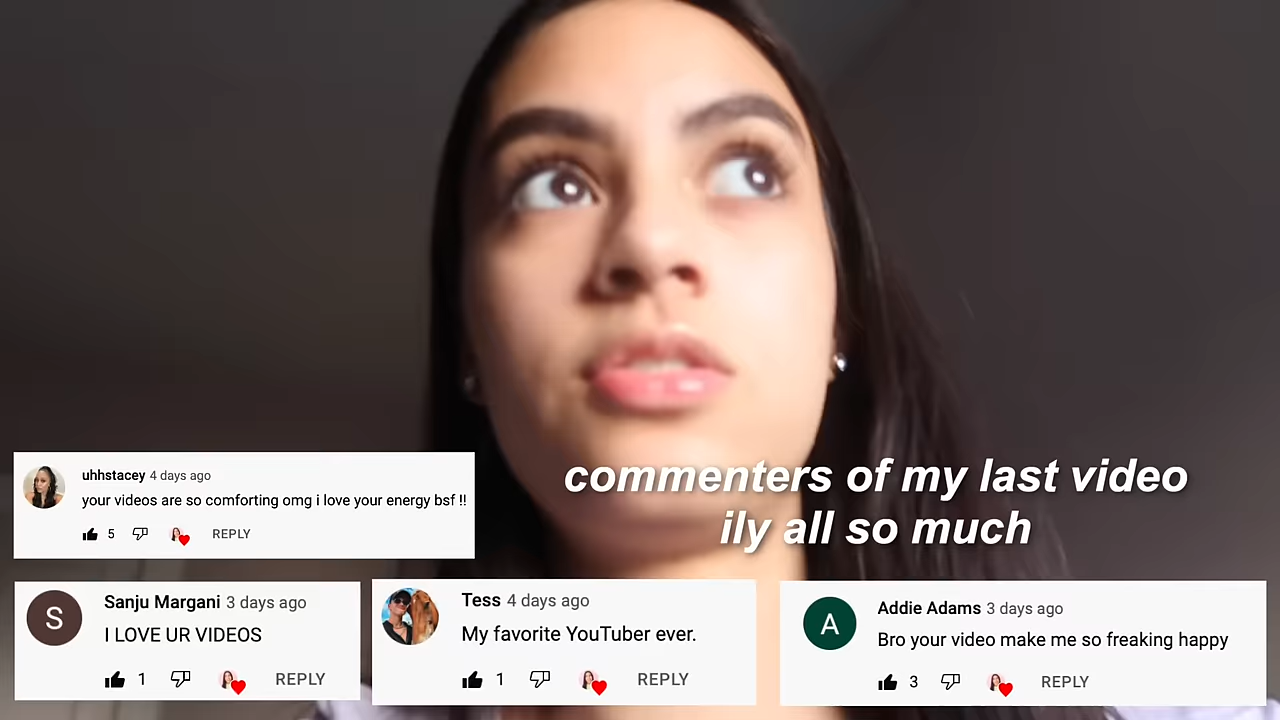 commenters of my last video
ily all so much
uhhstacey 4 days ago
your videos are so comforting omg i love your energy bsf !!
5 REPLY
S
Sanju Margani 3 days ago
I LOVE UR VIDEOS
1 REPLY
Tess 4 days ago
My favorite YouTuber ever.
1 REPLY
A
Addie Adams 3 days ago
Bro your video make me so freaking happy
3 REPLY